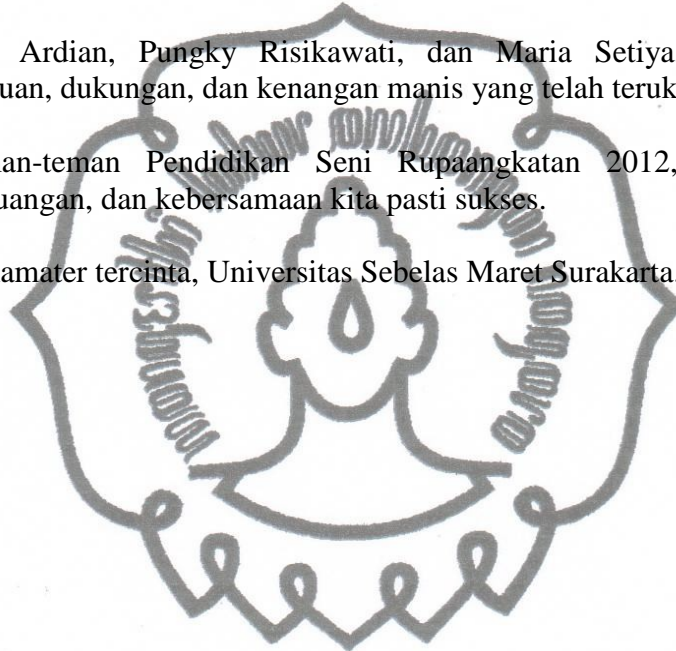 Ardian, Pungky Risikawati, dan Maria Setiya
uan, dukungan, dan kenangan manis yang telah teruk
an-teman Pendidikan Seni Rupaangkatan 2012,
uangan, dan kebersamaan kita pasti sukses.
amater tercinta, Universitas Sebelas Maret Surakarta.